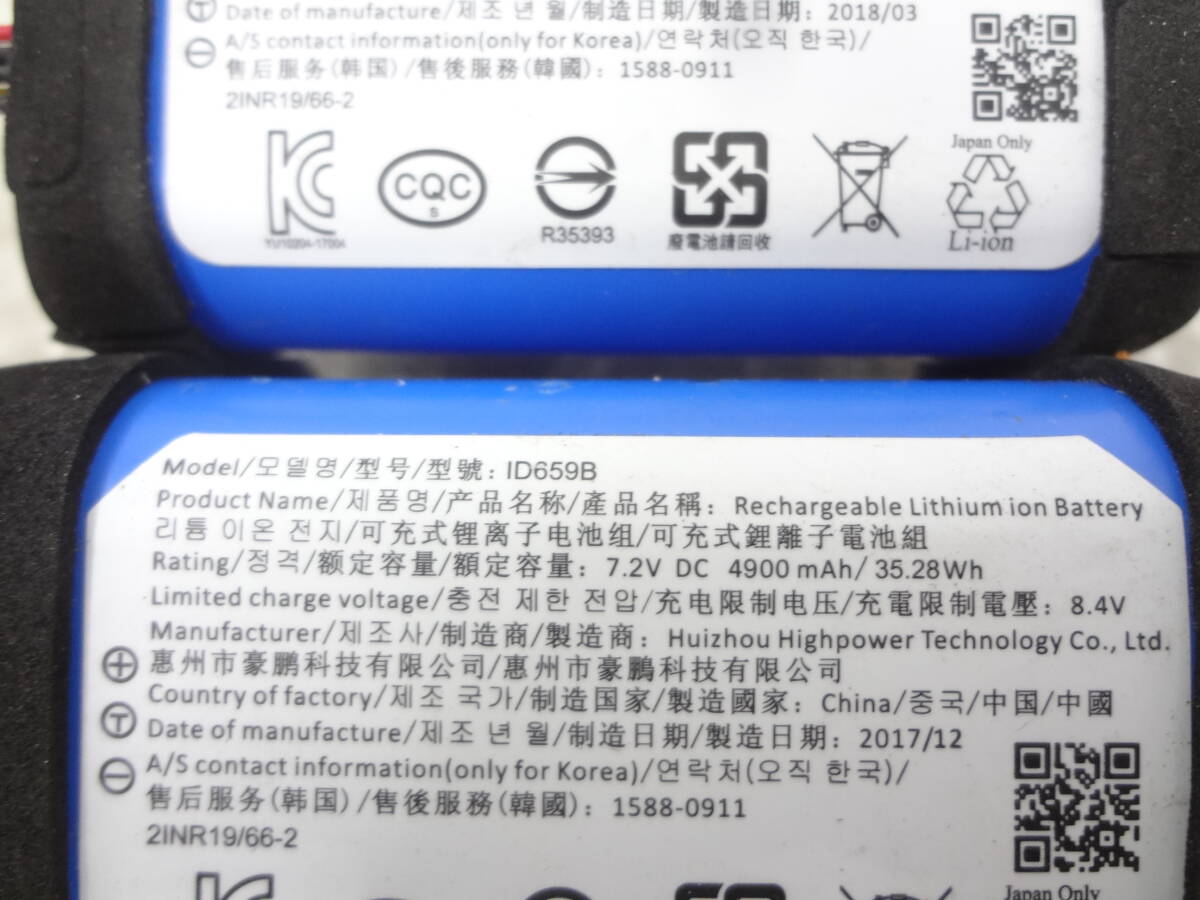 Date of manufacture/제조 년 월/制造日期/製造日期: 2018/03
A/S contact information(only for Korea)/연락처(오직 한국)/
售后服务(韩国)/售後服務(韓國): 1588-0911
2INR19/66-2
YU10204-17004
CQC
S
R35393
廢電池請回收
Japan Only
Li-ion
Model/모델명/型号/型號: ID659B
Product Name/제품명/产品名称/產品名稱: Rechargeable Lithium ion Battery
리튬 이온 전지/可充式锂离子电池组/可充式鋰離子電池組
Rating/정격/额定容量/額定容量: 7.2V DC 4900 mAh/ 35.28Wh
Limited charge voltage/충전 제한 전압/充电限制电压/充電限制電壓: 8.4V
Manufacturer/제조사/制造商/製造商: Huizhou Highpower Technology Co., Ltd.
惠州市豪鹏科技有限公司/惠州市豪鵬科技有限公司
Country of factory/제조 국가/制造国家/製造國家: China/중국/中国/中國
T Date of manufacture/제조 년 월/制造日期/製造日期: 2017/12
A/S contact information(only for Korea)/연락처(오직 한국)/
售后服务(韩国)/售後服務(韓國): 1588-0911
2INR19/66-2
Japan Only